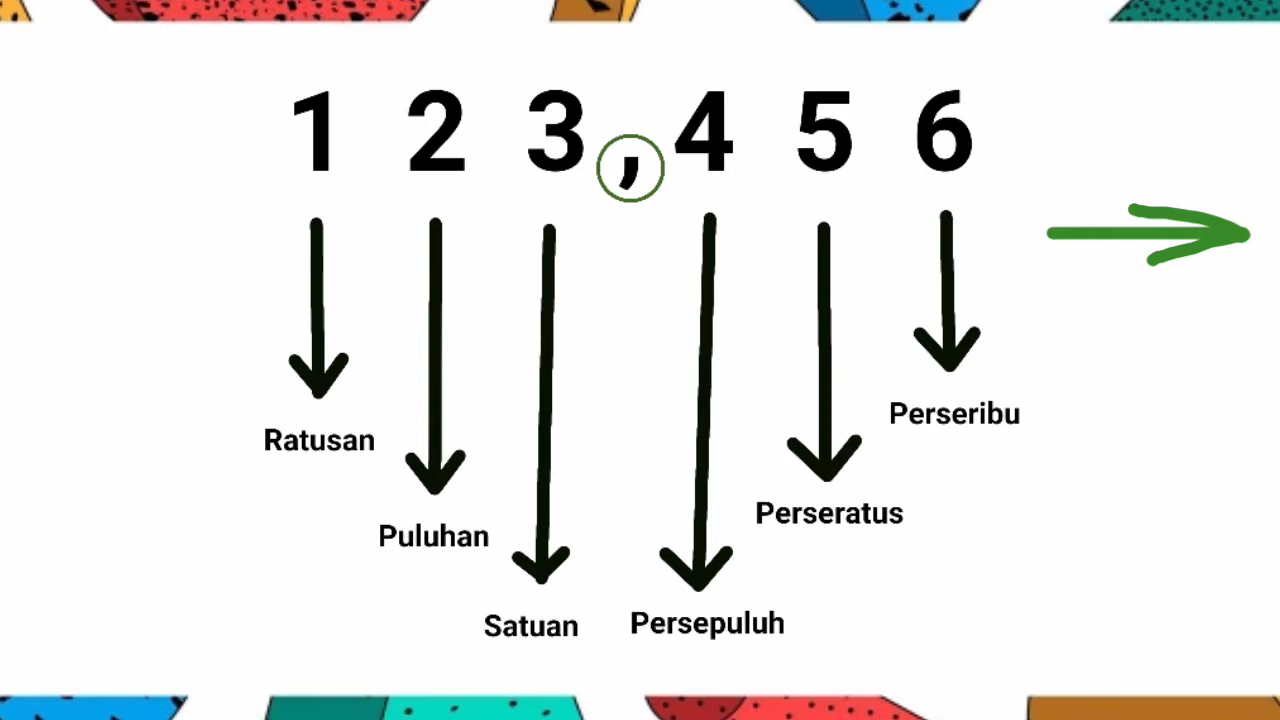 1 2 3 , 4 5 6
Ratusan
Puluhan
Satuan
Persepuluh
Perseratus
Perseribu